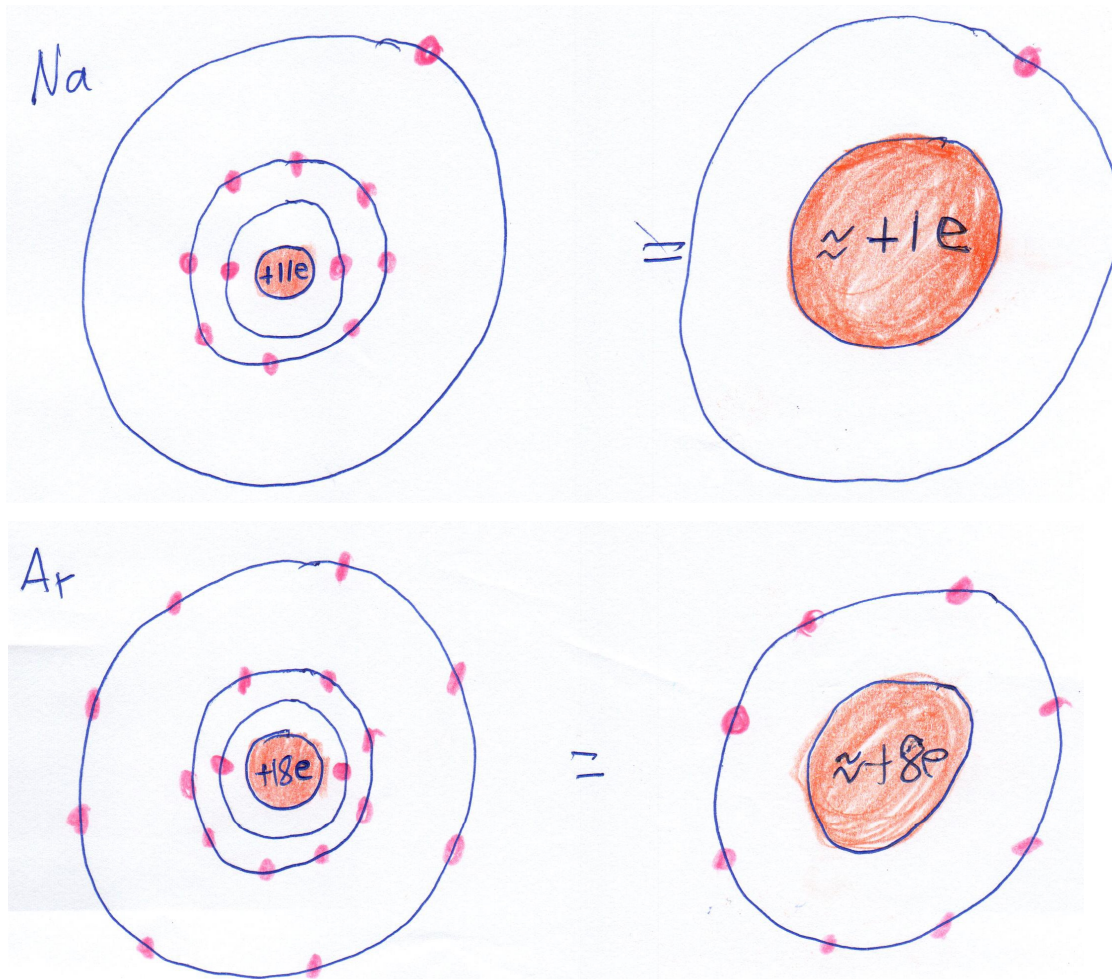 Na
+11e
=
≈ +1e
Ar
+18e
=
≈+8e